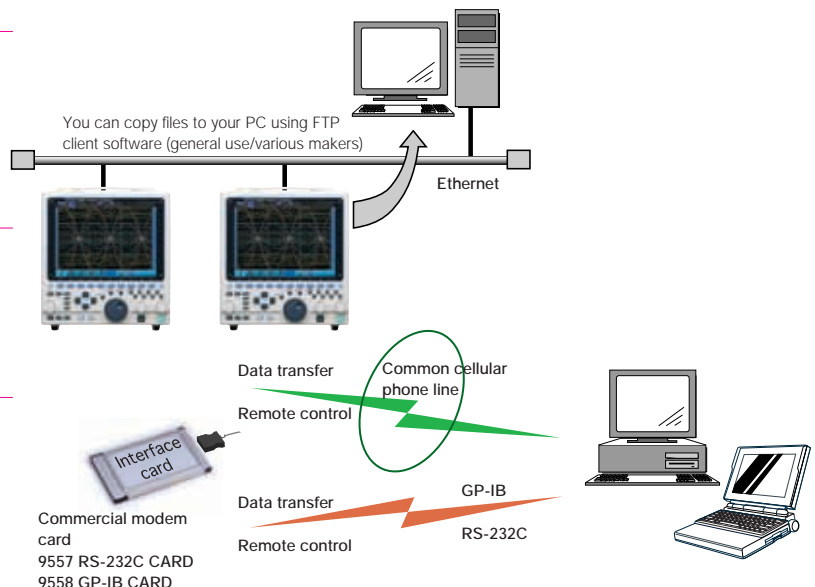 You can copy files to your PC using FTP
client software (general use/various makers)
Ethernet
Data transfer
Common cellular
phone line
Remote control
Interface
card
Commercial modem
card
9557 RS-232C CARD
9558 GP-IB CARD
Data transfer
GP-IB
Remote control
RS-232C